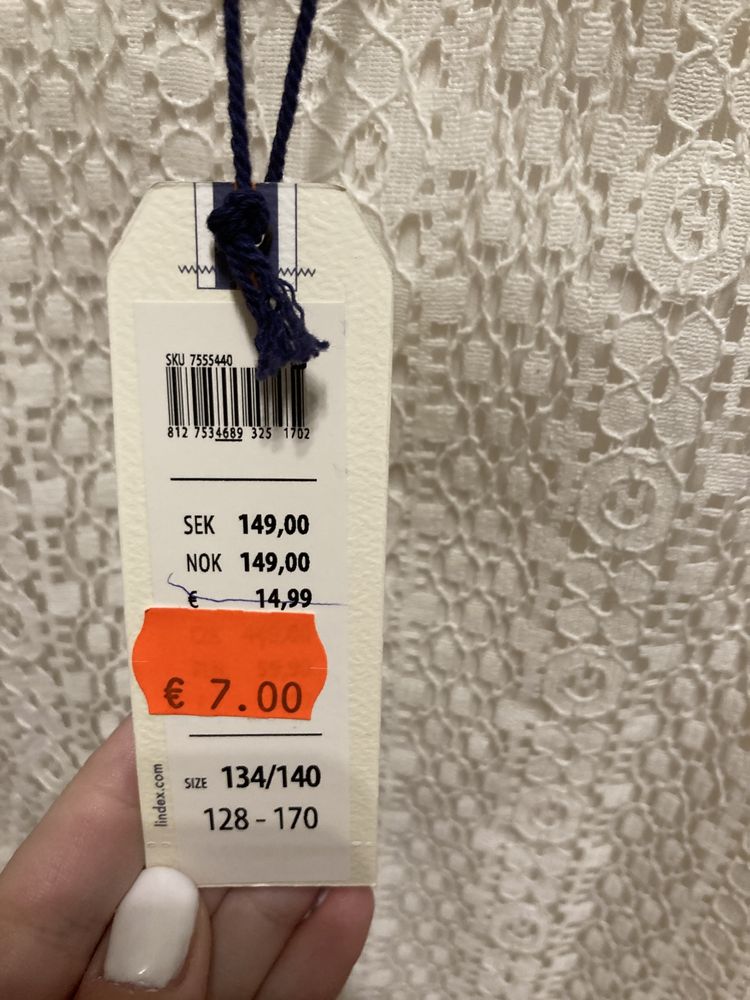 SKU 7555440
812 7534689 325 1702
SEK 149,00
NOK 149,00
€ 14,99
€ 7.00
SIZE 134/140
128 - 170
lindex.com